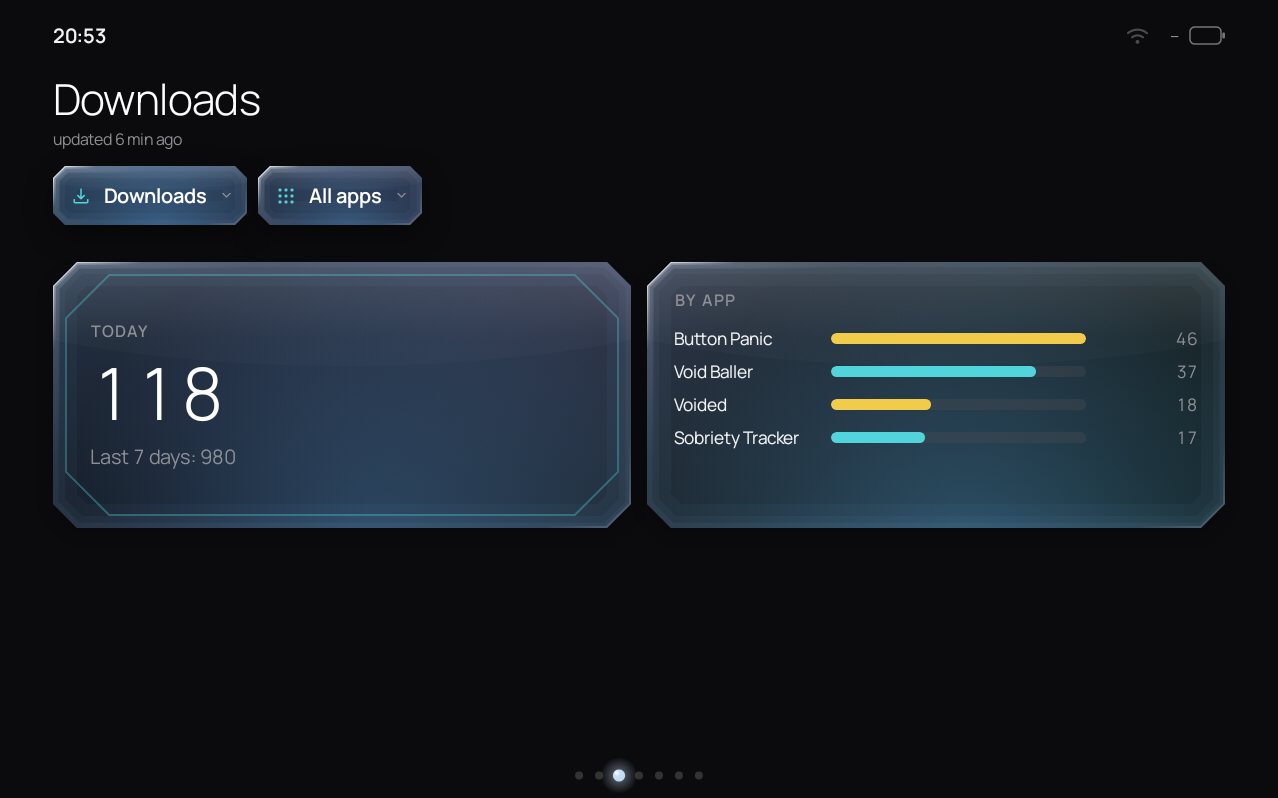 20:53
–
Downloads
updated 6 min ago
Downloads
All apps
TODAY
118
Last 7 days: 980
BY APP
Button Panic 46
Void Baller 37
Voided 18
Sobriety Tracker 17